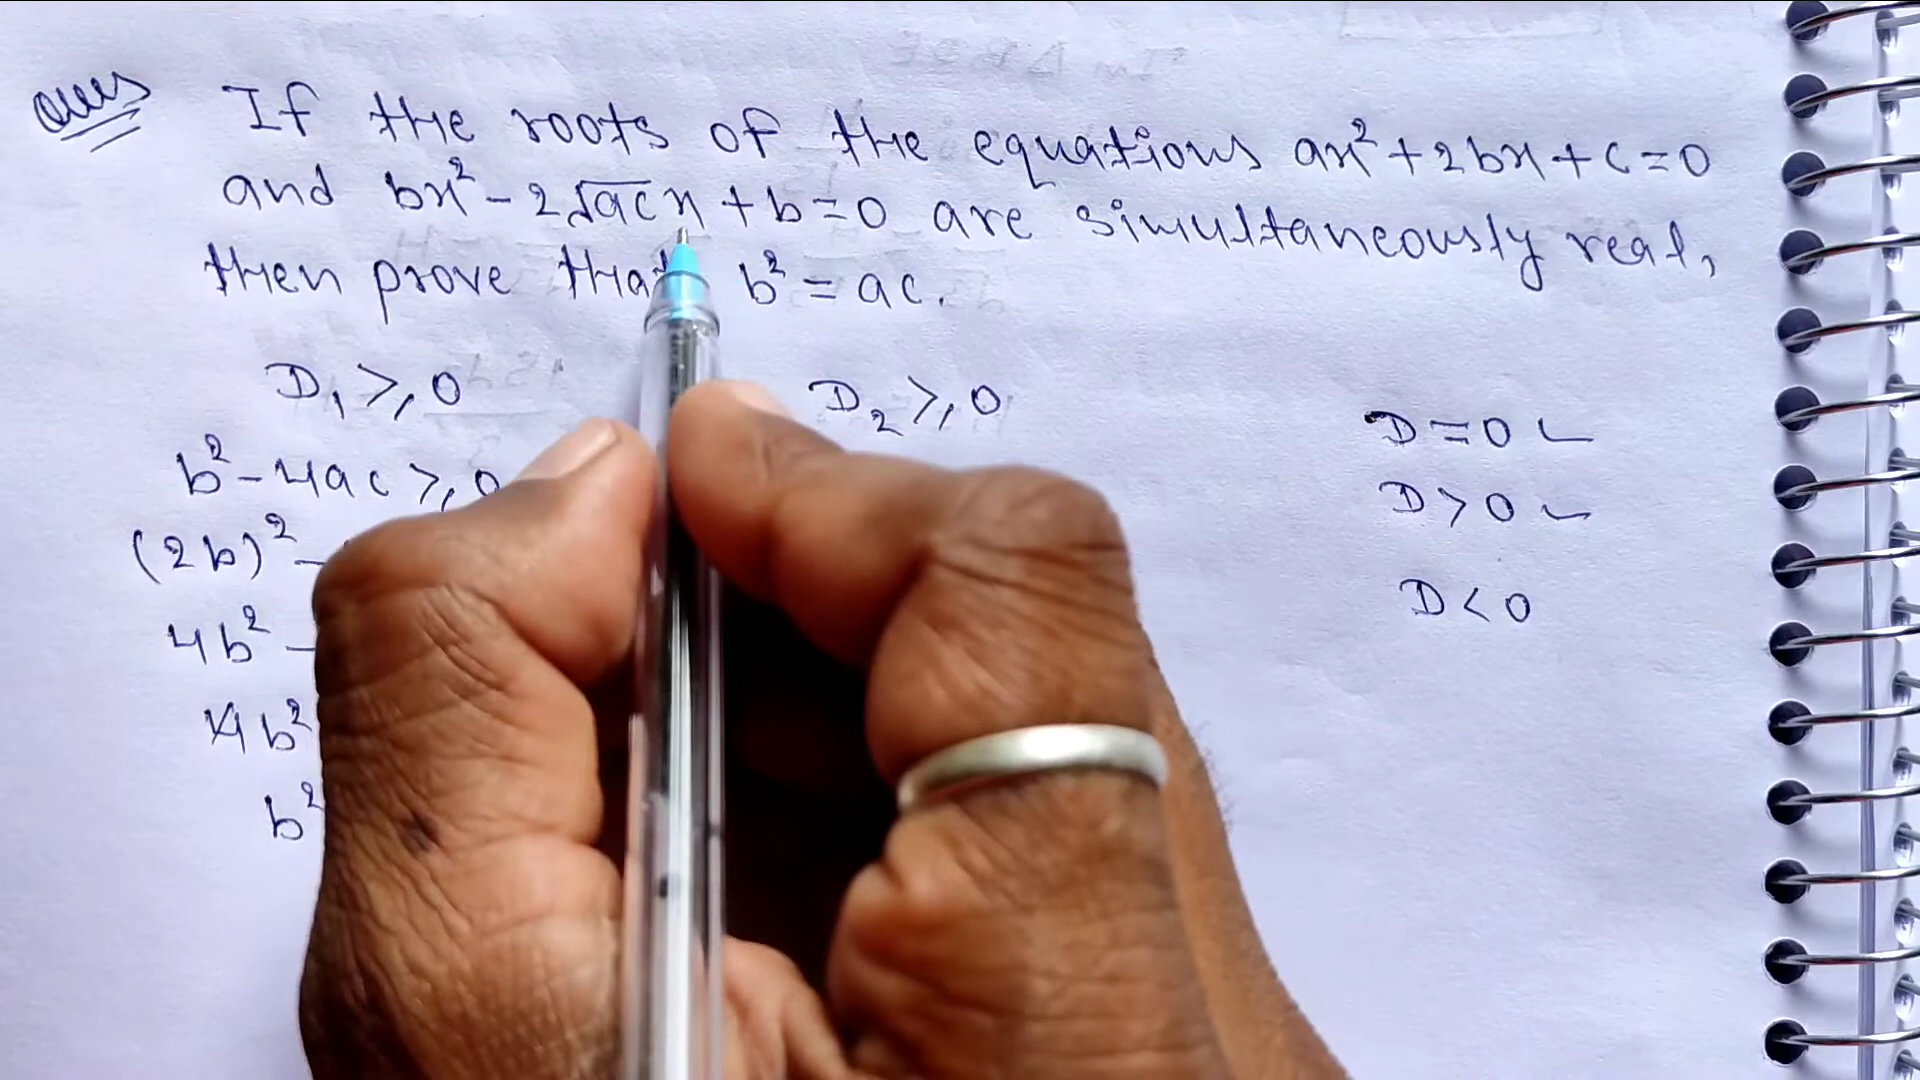 Ques If the roots of the equations ax²+2bx+c=0
and bx²-2√ac x+b=0 are simultaneously real,
then prove that b²=ac.
D₁ ≥ 0
D₂ ≥ 0
b²-4ac ≥ 0
(2b)² -
4b² -
4b²
b²
D=0
D>0
D<0